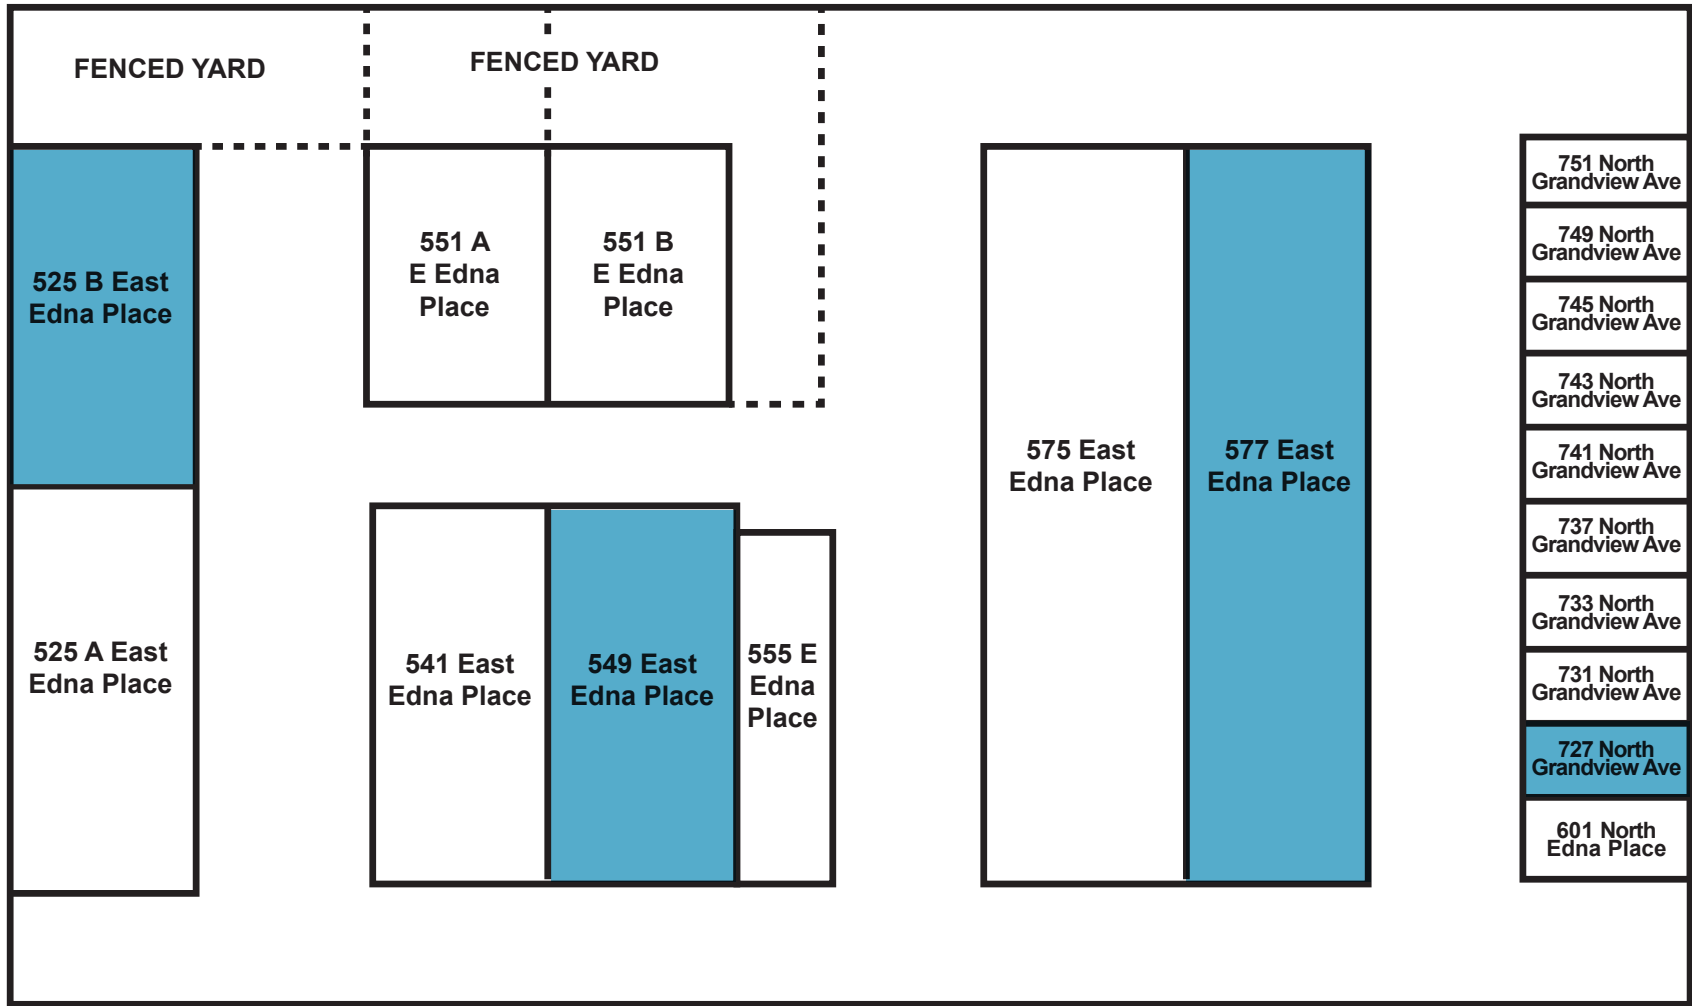 FENCED YARD
FENCED YARD
525 B East
Edna Place
525 A East
Edna Place
551 A
E Edna
Place
551 B
E Edna
Place
541 East
Edna Place
549 East
Edna Place
555 E
Edna
Place
575 East
Edna Place
577 East
Edna Place
751 North
Grandview Ave
749 North
Grandview Ave
745 North
Grandview Ave
743 North
Grandview Ave
741 North
Grandview Ave
737 North
Grandview Ave
733 North
Grandview Ave
731 North
Grandview Ave
727 North
Grandview Ave
601 North
Edna Place